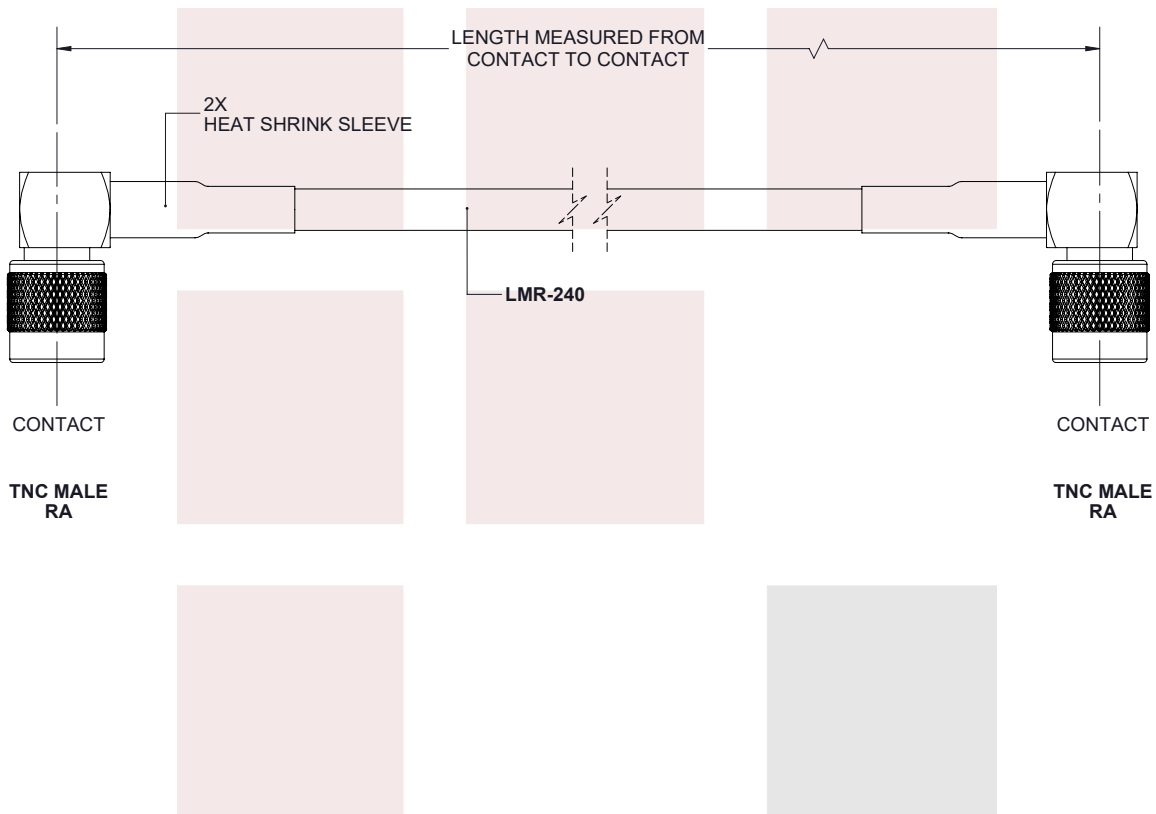 LENGTH MEASURED FROM
CONTACT TO CONTACT
2X
HEAT SHRINK SLEEVE
LMR-240
CONTACT
CONTACT
TNC MALE
RA
TNC MALE
RA